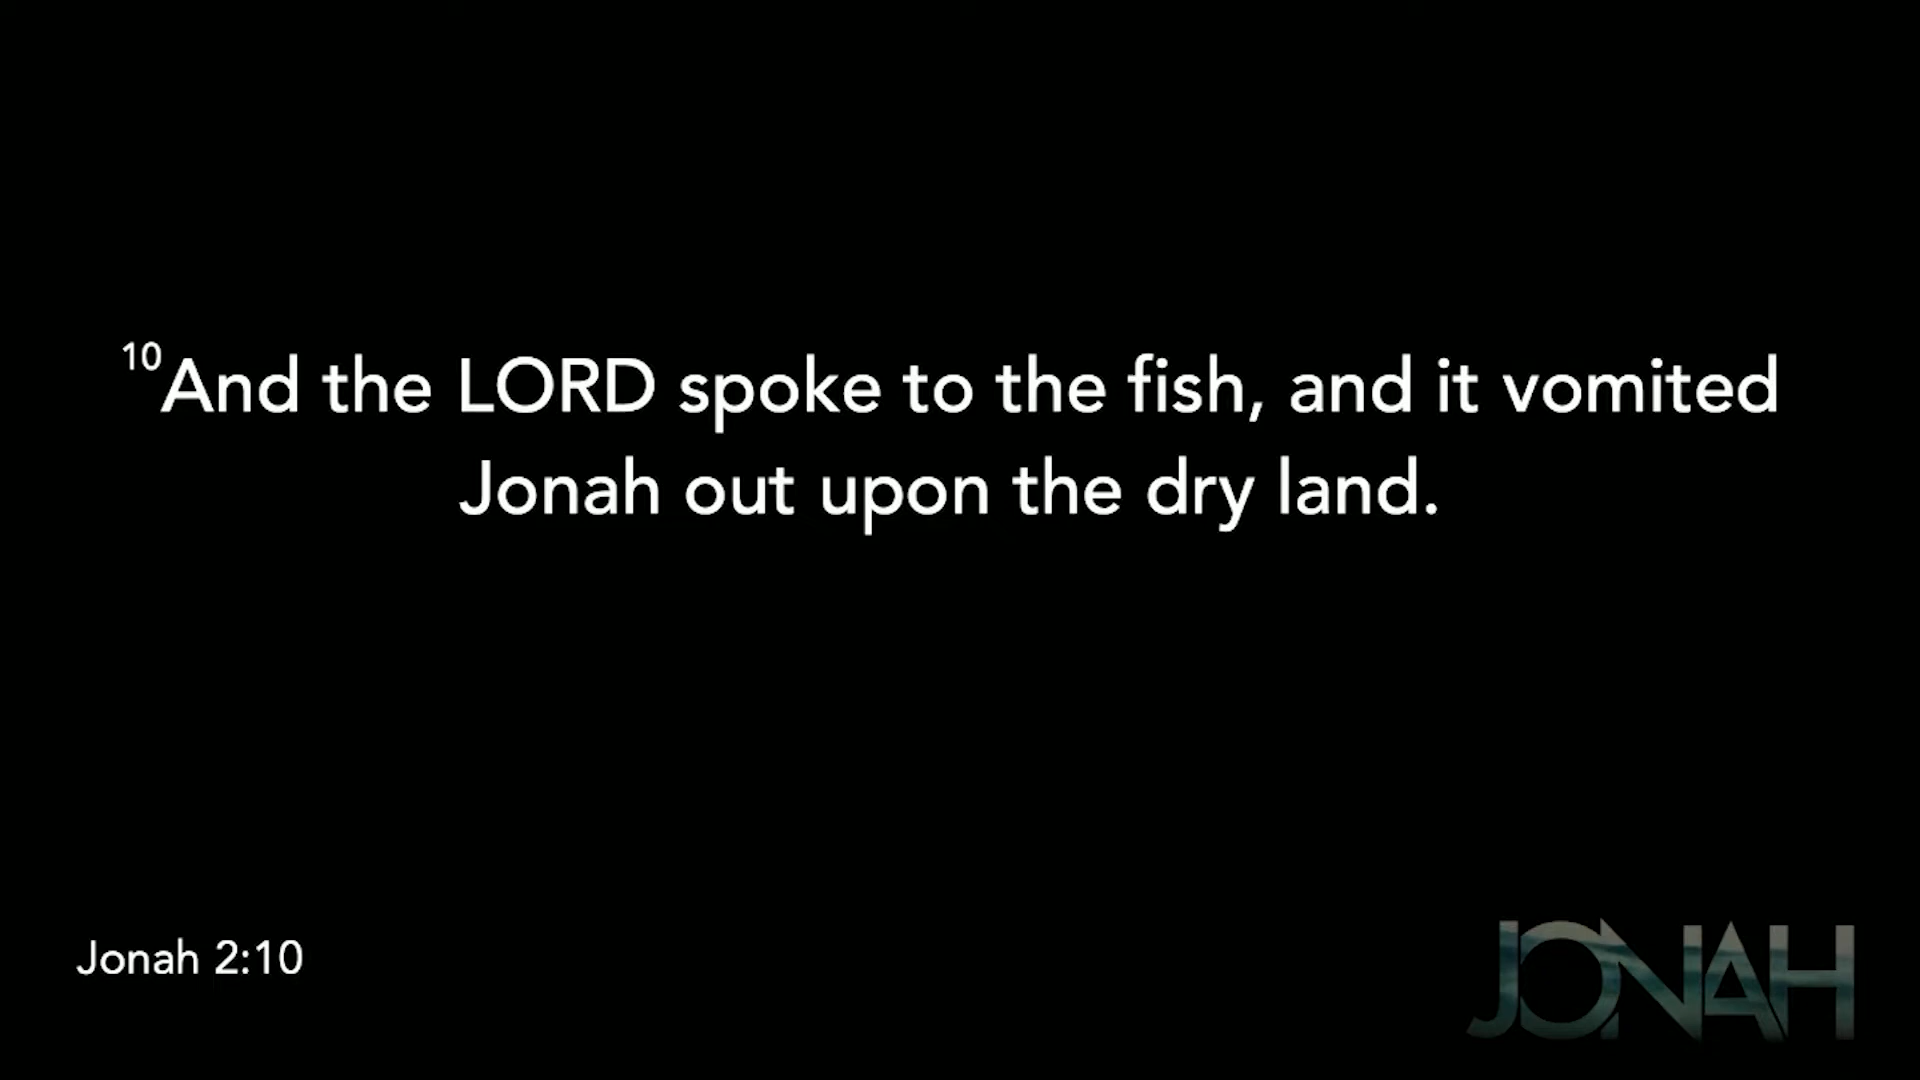 10And the LORD spoke to the fish, and it vomited
Jonah out upon the dry land.
Jonah 2:10
JONAH